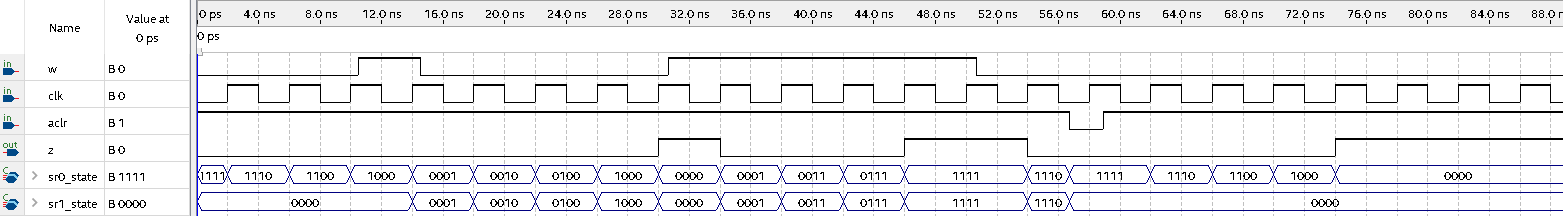 Name Value at 0 ps
0 ps 4.0 ns 8.0 ns 12.0 ns 16.0 ns 20.0 ns 24.0 ns 28.0 ns 32.0 ns 36.0 ns 40.0 ns 44.0 ns 48.0 ns 52.0 ns 56.0 ns 60.0 ns 64.0 ns 68.0 ns 72.0 ns 76.0 ns 80.0 ns 84.0 ns 88.0 ns
0 ps
in w B 0
in clk B 0
in aclr B 1
out z B 0
C sr0_state B 1111 1111 1110 1100 1000 0001 0010 0100 1000 0000 0001 0011 0111 1111 1110 1111 1110 1100 1000 0000
C sr1_state B 0000 0000 0001 0010 0100 1000 0000 0001 0011 0111 1111 1110 0000